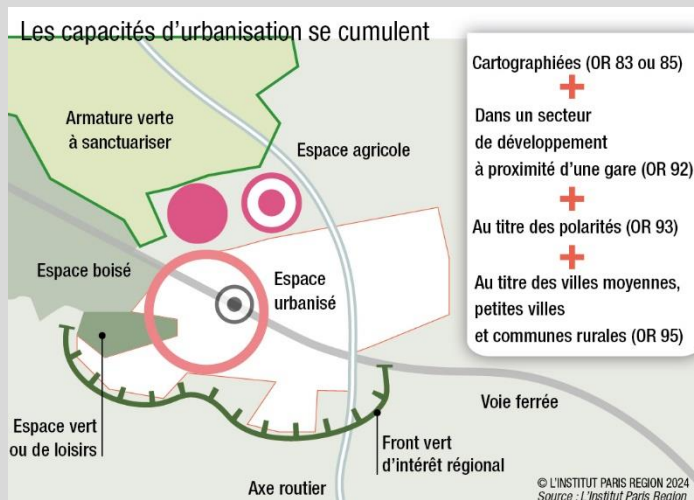 Les capacités d'urbanisation se cumulent
Armature verte
à sanctuariser
Espace agricole
Espace boisé
Espace
urbanisé
Espace vert
ou de loisirs
Axe routier
Front vert
d'intérêt régional
Voie ferrée
Cartographiées (OR 83 ou 85)
+
Dans un secteur
de développement
à proximité d'une gare (OR 92)
+
Au titre des polarités (OR 93)
+
Au titre des villes moyennes,
petites villes
et communes rurales (OR 95)
© L'INSTITUT PARIS REGION 2024
Source : L'Institut Paris Region